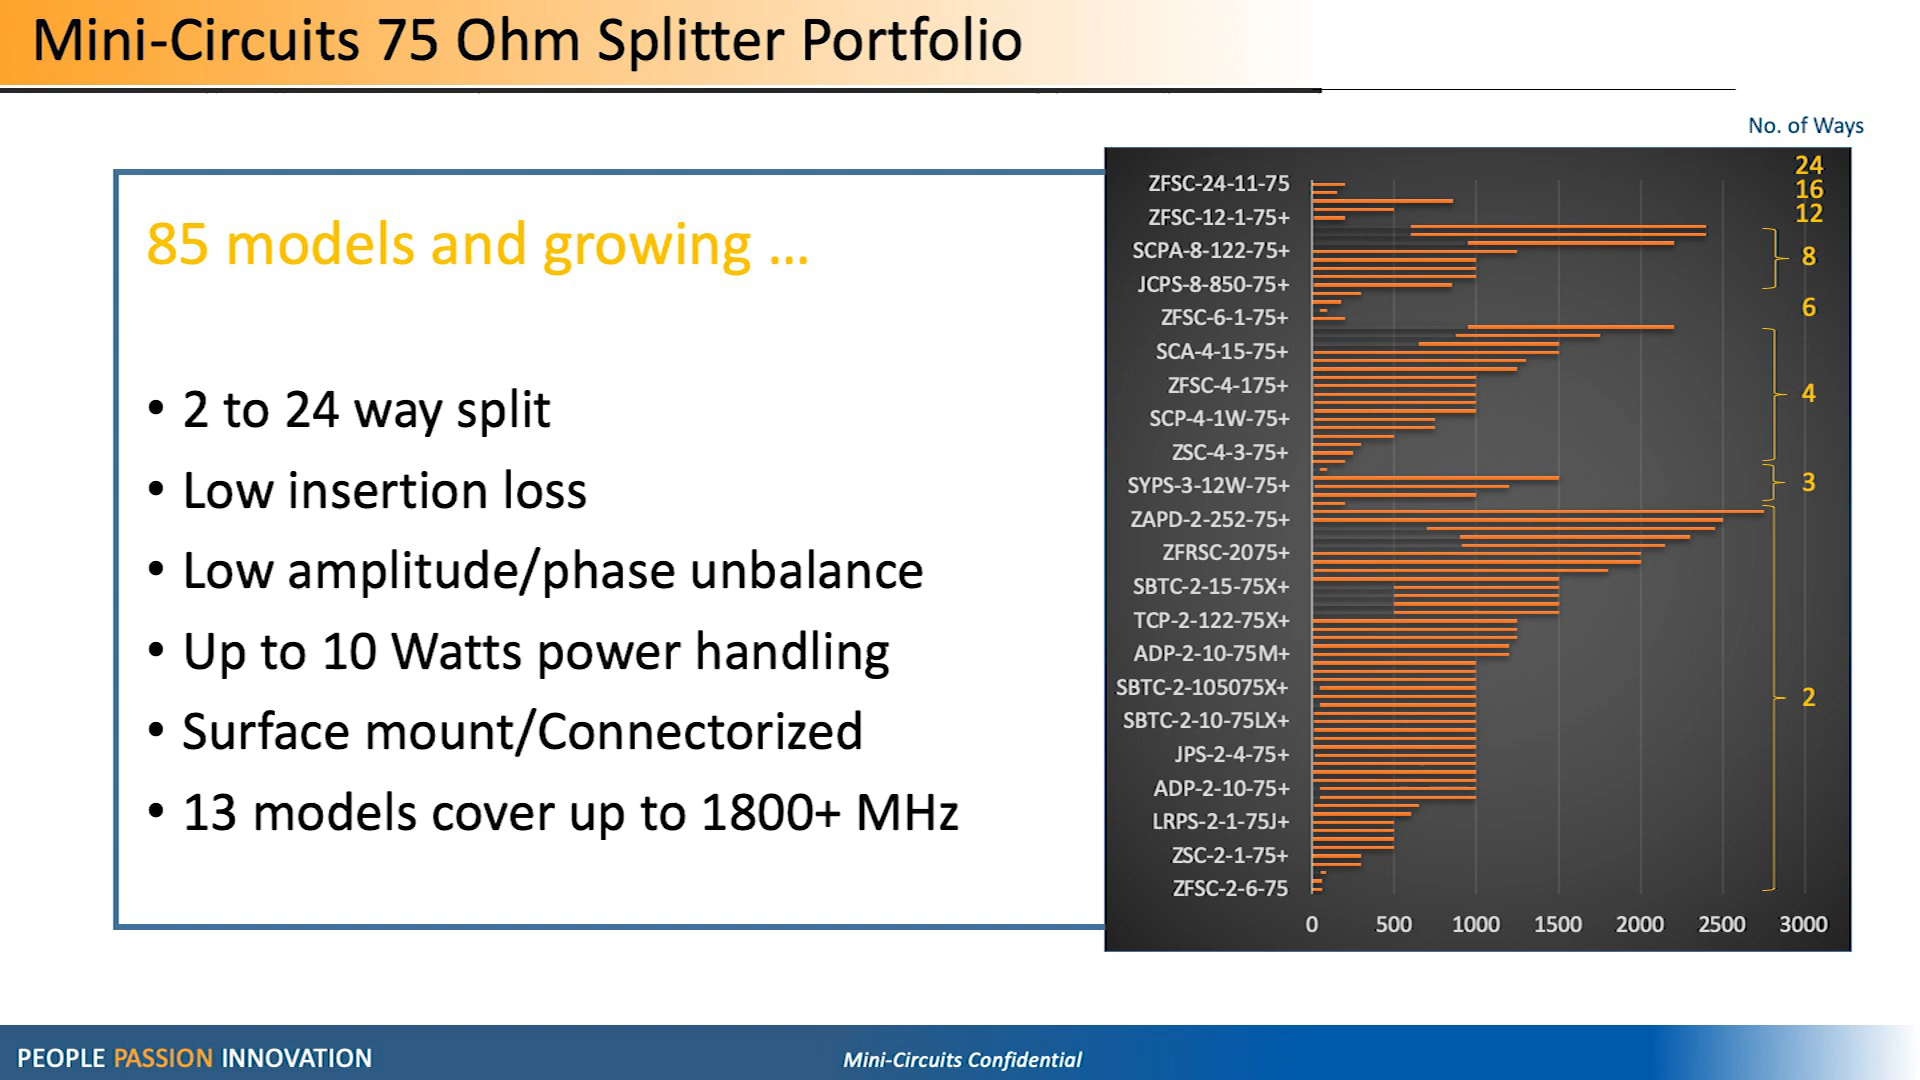 Mini-Circuits 75 Ohm Splitter Portfolio
No. of Ways
85 models and growing ...
• 2 to 24 way split
• Low insertion loss
• Low amplitude/phase unbalance
• Up to 10 Watts power handling
• Surface mount/Connectorized
• 13 models cover up to 1800+ MHz
ZFSC-24-11-75
ZFSC-12-1-75+
SCPA-8-122-75+
JCPS-8-850-75+
ZFSC-6-1-75+
SCA-4-15-75+
ZFSC-4-175+
SCP-4-1W-75+
ZSC-4-3-75+
SYPS-3-12W-75+
ZAPD-2-252-75+
ZFRSC-2075+
SBTC-2-15-75X+
TCP-2-122-75X+
ADP-2-10-75M+
SBTC-2-105075X+
SBTC-2-10-75LX+
JPS-2-4-75+
ADP-2-10-75+
LRPS-2-1-75J+
ZSC-2-1-75+
ZFSC-2-6-75
0 500 1000 1500 2000 2500 3000
24
16
12
8
6
4
3
2
PEOPLE PASSION INNOVATION
Mini-Circuits Confidential